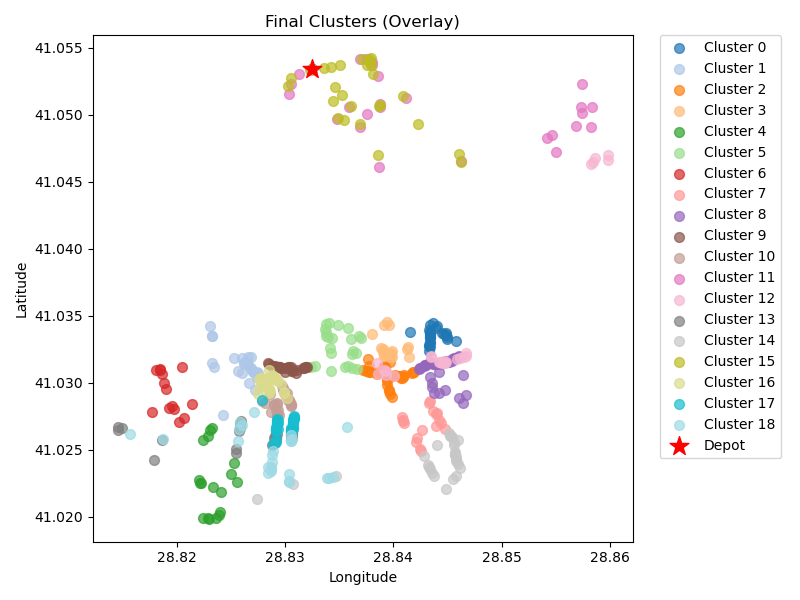 Final Clusters (Overlay)
41.055
41.050
41.045
41.040
41.035
41.030
41.025
41.020
Latitude
28.82 28.83 28.84 28.85 28.86
Longitude
Cluster 0
Cluster 1
Cluster 2
Cluster 3
Cluster 4
Cluster 5
Cluster 6
Cluster 7
Cluster 8
Cluster 9
Cluster 10
Cluster 11
Cluster 12
Cluster 13
Cluster 14
Cluster 15
Cluster 16
Cluster 17
Cluster 18
Depot